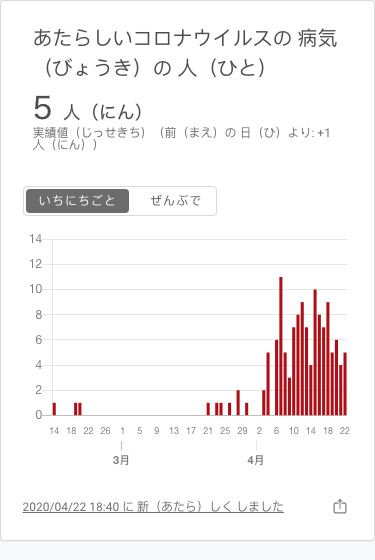 あたらしいコロナウイルスの 病気
（びょうき）の 人（ひと）
5 人（にん）
実績値（じっせきち）（前（まえ）の 日（ひ）より: +1
人（にん））
いちにちごと ぜんぶで
14
12
10
8
6
4
2
0
14 18 22 26 1 5 9 13 17 21 25 29 2 6 10 14 18 22
3月 4月
2020/04/22 18:40 に 新（あたら）しく しました